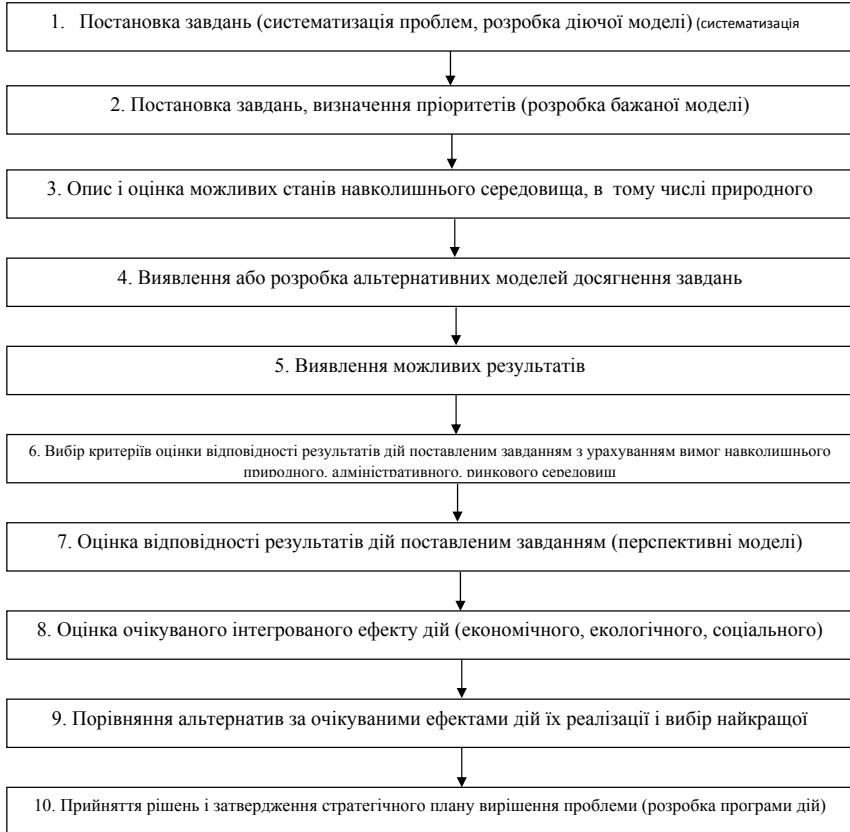 1. Постановка завдань (систематизація проблем, розробка діючої моделі) (систематизація
2. Постановка завдань, визначення пріоритетів (розробка бажаної моделі)
3. Опис і оцінка можливих станів навколишнього середовища, в тому числі природного
4. Виявлення або розробка альтернативних моделей досягнення завдань
5. Виявлення можливих результатів
6. Вибір критеріїв оцінки відповідності результатів дій поставленим завданням з урахуванням вимог навколишнього
природного, адміністративного, ринкового середовищ
7. Оцінка відповідності результатів дій поставленим завданням (перспективні моделі)
8. Оцінка очікуваного інтегрованого ефекту дій (економічного, екологічного, соціального)
9. Порівняння альтернатив за очікуваними ефектами дій їх реалізації і вибір найкращої
10. Прийняття рішень і затвердження стратегічного плану вирішення проблеми (розробка програми дій)